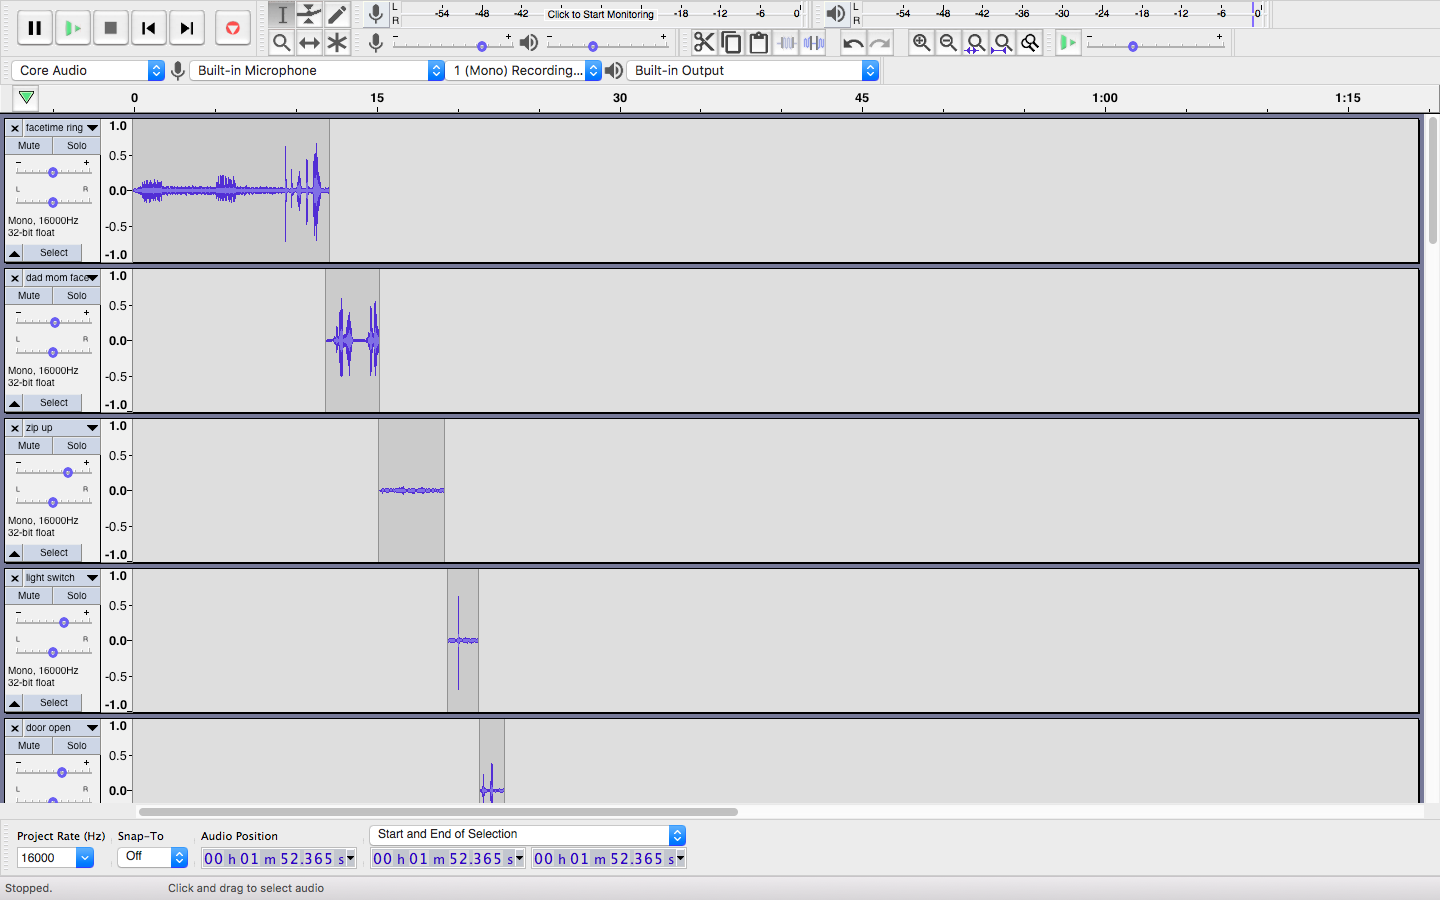 L
R
-54 -48 -42 Click to Start Monitoring -18 -12 -6 0
L
R
-54 -48 -42 -36 -30 -24 -18 -12 -6 0
- +
- +
- +
Core Audio
Built-in Microphone
1 (Mono) Recording...
Built-in Output
0 15 30 45 1:00 1:15
facetime ring
Mute Solo
- +
L R
Mono, 16000Hz
32-bit float
Select
1.0
0.5
0.0
-0.5
-1.0
dad mom face
Mute Solo
- +
L R
Mono, 16000Hz
32-bit float
Select
1.0
0.5
0.0
-0.5
-1.0
zip up
Mute Solo
- +
L R
Mono, 16000Hz
32-bit float
Select
1.0
0.5
0.0
-0.5
-1.0
light switch
Mute Solo
- +
L R
Mono, 16000Hz
32-bit float
Select
1.0
0.5
0.0
-0.5
-1.0
door open
Mute Solo
- +
L R
1.0
0.5
0.0
Project Rate (Hz) Snap-To Audio Position Start and End of Selection
16000 Off 00 h 01 m 52.365 s 00 h 01 m 52.365 s 00 h 01 m 52.365 s
Stopped. Click and drag to select audio